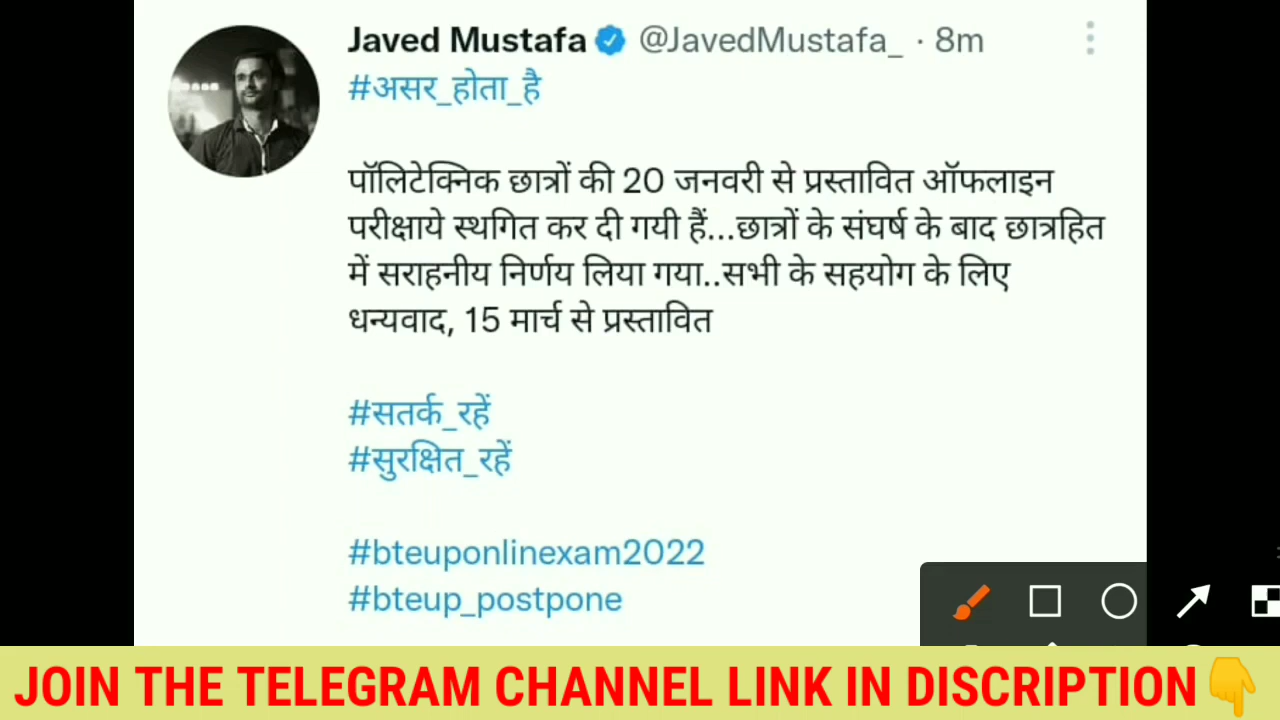 Javed Mustafa @JavedMustafa_ · 8m
#असर_होता_है
पॉलिटेक्निक छात्रों की 20 जनवरी से प्रस्तावित ऑफलाइन
परीक्षाये स्थगित कर दी गयी हैं...छात्रों के संघर्ष के बाद छात्रहित
में सराहनीय निर्णय लिया गया..सभी के सहयोग के लिए
धन्यवाद, 15 मार्च से प्रस्तावित
#सतर्क_रहें
#सुरक्षित_रहें
#bteuponlinexam2022
#bteup_postpone
JOIN THE TELEGRAM CHANNEL LINK IN DISCRIPTION👇